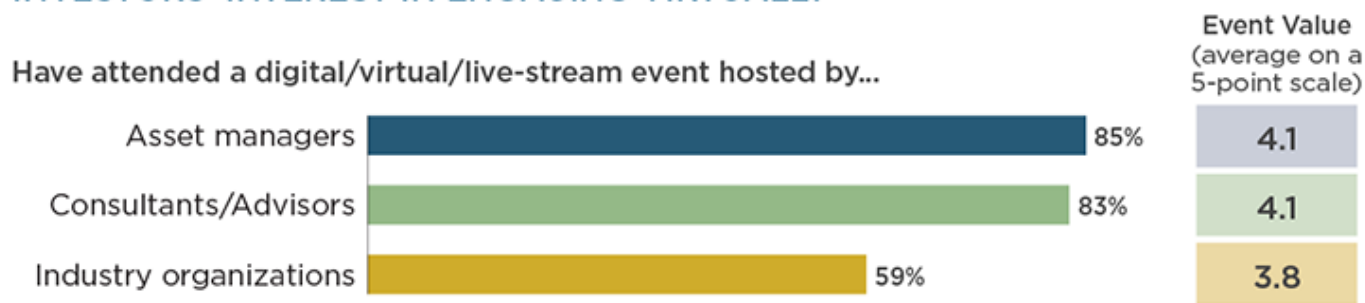 Event Value
(average on a
5-point scale)
Have attended a digital/virtual/live-stream event hosted by...
Asset managers 85% 4.1
Consultants/Advisors 83% 4.1
Industry organizations 59% 3.8